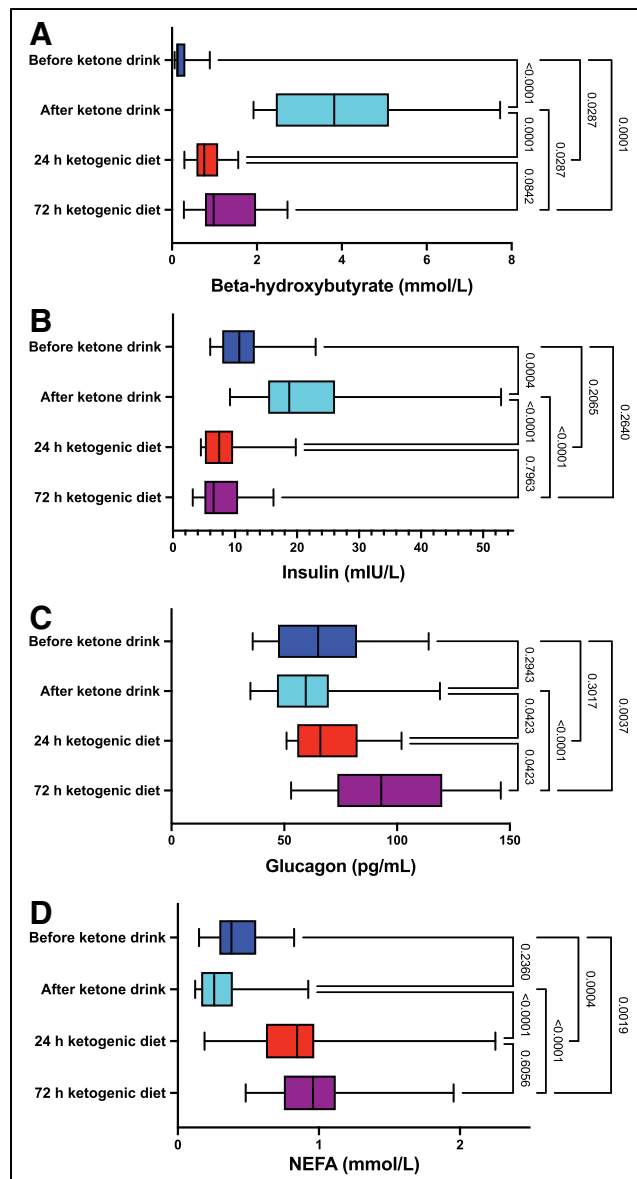 A
Before ketone drink
After ketone drink
24 h ketogenic diet
72 h ketogenic diet
<0.0001
0.0001
0.0842
0.0287
0.0287
0.0001
0 2 4 6 8
Beta-hydroxybutyrate (mmol/L)
B
Before ketone drink
After ketone drink
24 h ketogenic diet
72 h ketogenic diet
0.0004
<0.0001
0.7963
<0.0001
0.2065
0.2640
0 10 20 30 40 50
Insulin (mIU/L)
C
Before ketone drink
After ketone drink
24 h ketogenic diet
72 h ketogenic diet
0.2943
0.0423
0.0423
<0.0001
0.3017
0.0037
0 50 100 150
Glucagon (pg/mL)
D
Before ketone drink
After ketone drink
24 h ketogenic diet
72 h ketogenic diet
0.2360
<0.0001
0.6056
<0.0001
0.0004
0.0019
0 1 2
NEFA (mmol/L)